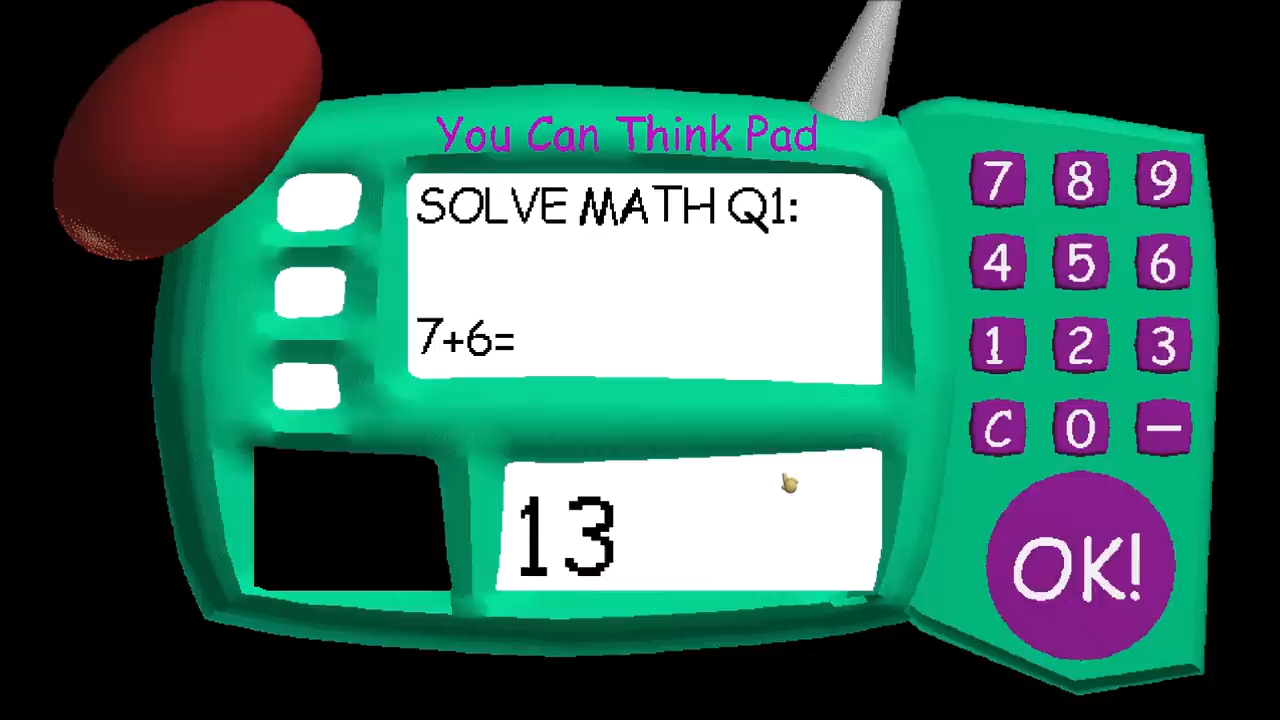 You Can Think Pad
SOLVE MATH Q1:
7+6=
13
7 8 9
4 5 6
1 2 3
C 0 —
OK!